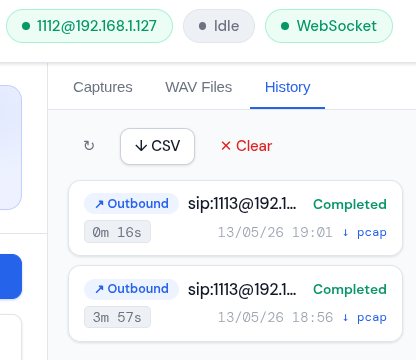 1112@192.168.1.127 Idle WebSocket
Captures WAV Files History
↻ ↓ CSV ✕ Clear
↗ Outbound sip:1113@192.1... Completed
0m 16s 13/05/26 19:01 ↓ pcap
↗ Outbound sip:1113@192.1... Completed
3m 57s 13/05/26 18:56 ↓ pcap